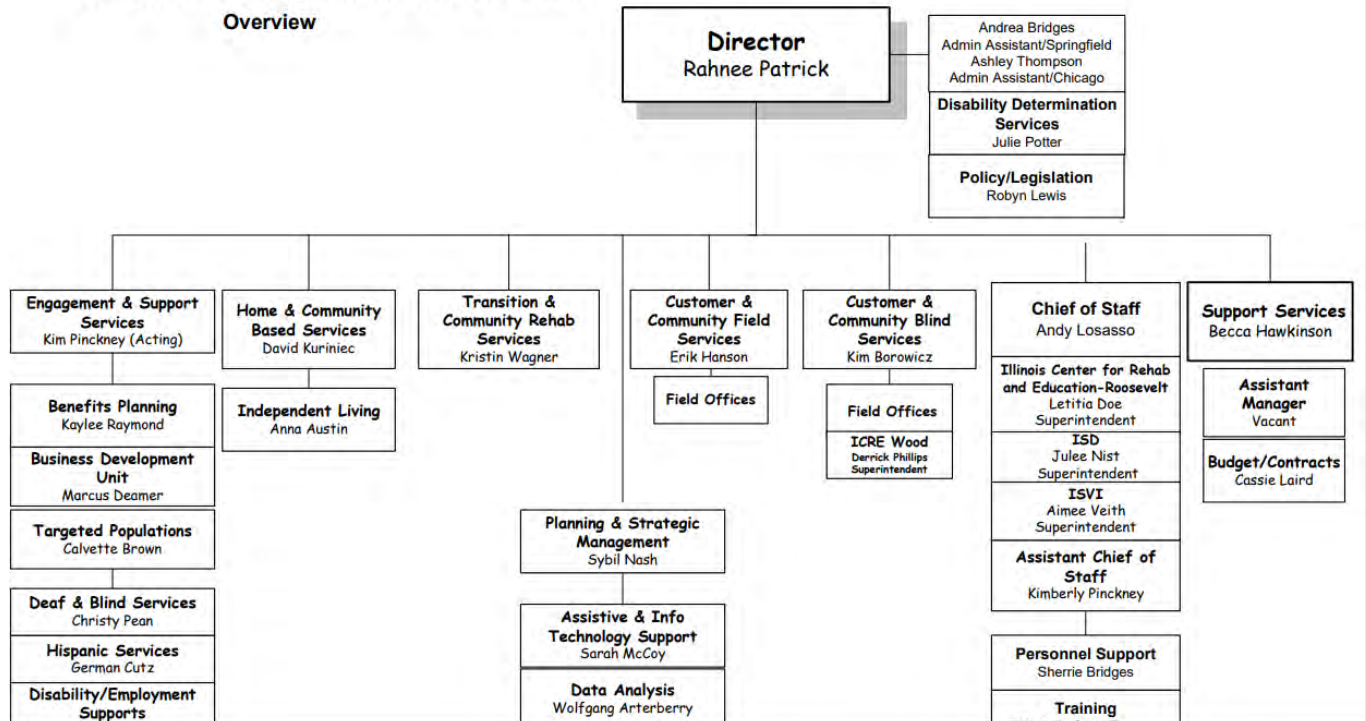 Overview
Director
Rahnee Patrick
Andrea Bridges
Admin Assistant/Springfield
Ashley Thompson
Admin Assistant/Chicago
Disability Determination
Services
Julie Potter
Policy/Legislation
Robyn Lewis
Engagement & Support
Services
Kim Pinckney (Acting)
Benefits Planning
Kaylee Raymond
Business Development
Unit
Marcus Deamer
Targeted Populations
Calvette Brown
Deaf & Blind Services
Christy Pean
Hispanic Services
German Cutz
Disability/Employment
Supports
Home & Community
Based Services
David Kuriniec
Independent Living
Anna Austin
Transition &
Community Rehab
Services
Kristin Wagner
Planning & Strategic
Management
Sybil Nash
Assistive & Info
Technology Support
Sarah McCoy
Data Analysis
Wolfgang Arterberry
Customer &
Community Field
Services
Erik Hanson
Field Offices
Customer &
Community Blind
Services
Kim Borowicz
Field Offices
ICRE Wood
Derrick Phillips
Superintendent
Chief of Staff
Andy Losasso
Illinois Center for Rehab
and Education-Roosevelt
Letitia Doe
Superintendent
ISD
Julee Nist
Superintendent
ISVI
Aimee Veith
Superintendent
Assistant Chief of
Staff
Kimberly Pinckney
Personnel Support
Sherrie Bridges
Training
Support Services
Becca Hawkinson
Assistant
Manager
Vacant
Budget/Contracts
Cassie Laird